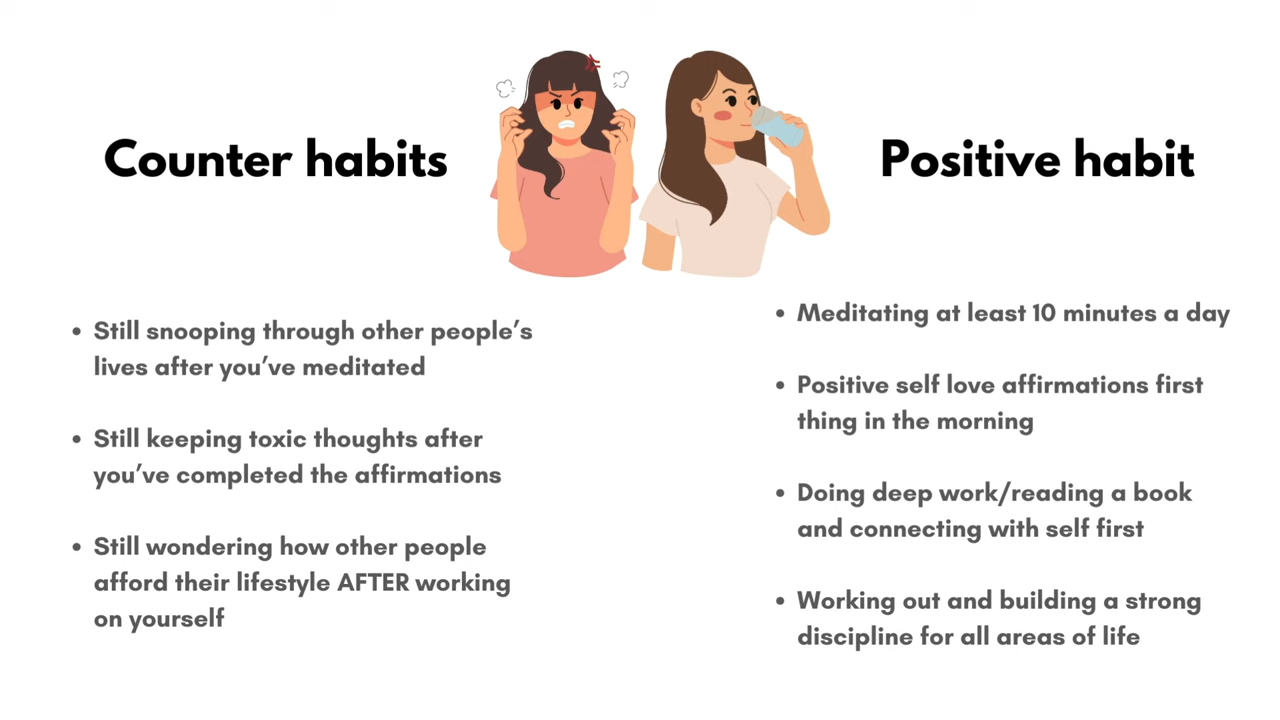 Counter habits
Still snooping through other people's
lives after you've meditated
Still keeping toxic thoughts after
you've completed the affirmations
Still wondering how other people
afford their lifestyle AFTER working
on yourself
Positive habit
Meditating at least 10 minutes a day
Positive self love affirmations first
thing in the morning
Doing deep work/reading a book
and connecting with self first
Working out and building a strong
discipline for all areas of life